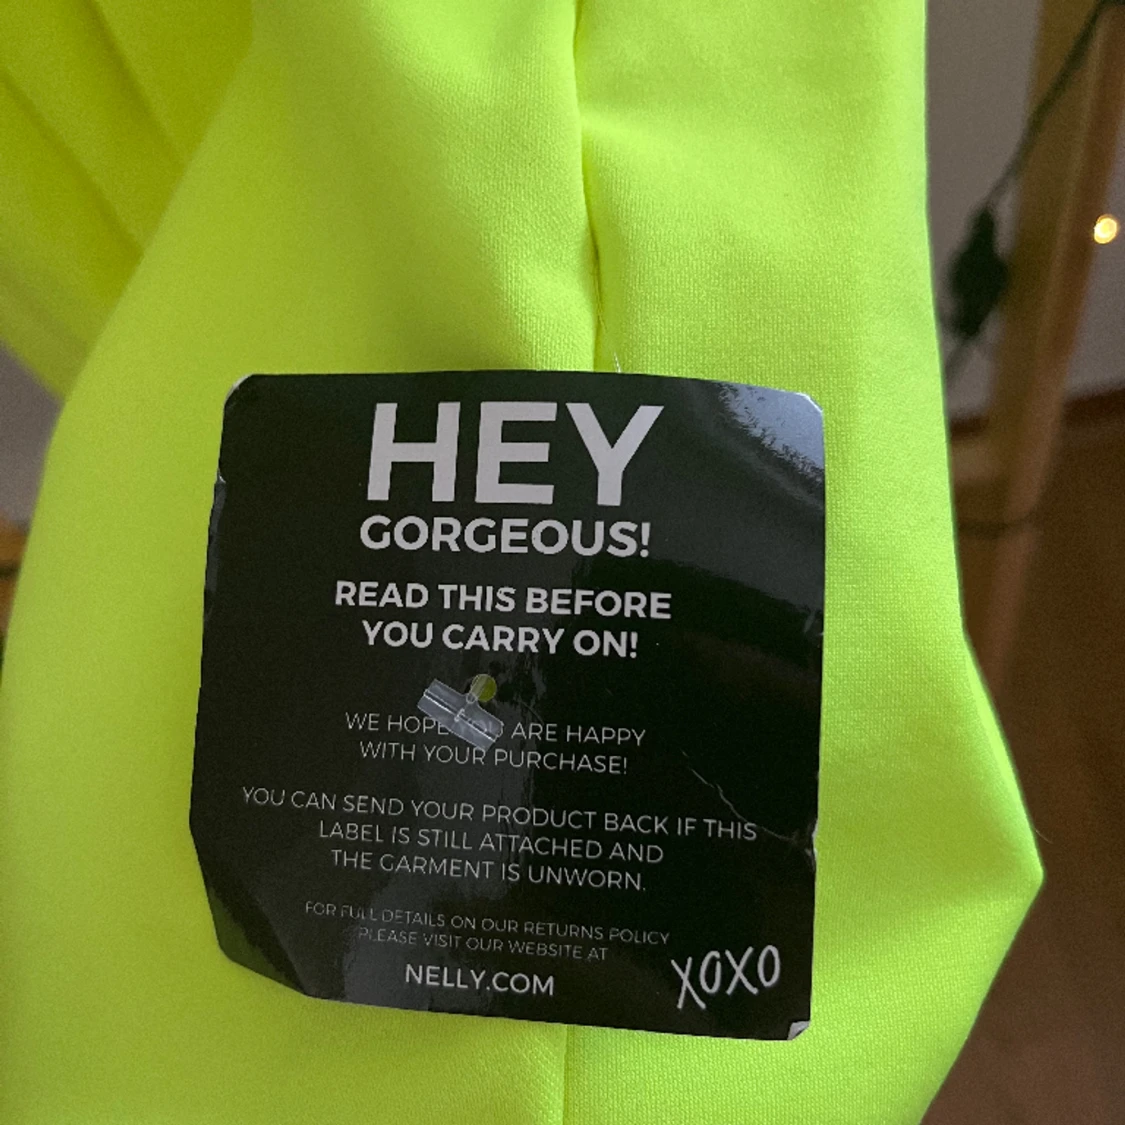 HEY
GORGEOUS!
READ THIS BEFORE
YOU CARRY ON!
WE HOPE YOU ARE HAPPY
WITH YOUR PURCHASE!
YOU CAN SEND YOUR PRODUCT BACK IF THIS
LABEL IS STILL ATTACHED AND
THE GARMENT IS UNWORN.
FOR FULL DETAILS ON OUR RETURNS POLICY
PLEASE VISIT OUR WEBSITE AT
NELLY.COM
XOXO